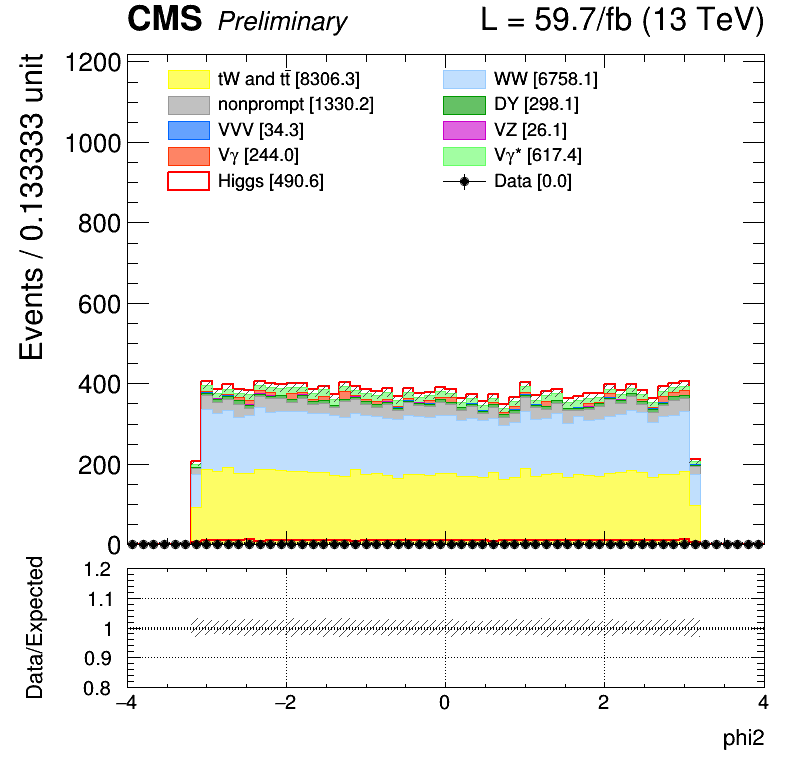 CMS Preliminary L = 59.7/fb (13 TeV)
Events / 0.133333 unit
1200
1000
800
600
400
200
0
tW and tt̄ [8306.3] WW [6758.1]
nonprompt [1330.2] DY [298.1]
VVV [34.3] VZ [26.1]
Vγ [244.0] Vγ* [617.4]
Higgs [490.6] Data [0.0]
Data/Expected
1.2
1.1
1
0.9
0.8
−4 −2 0 2 4
phi2